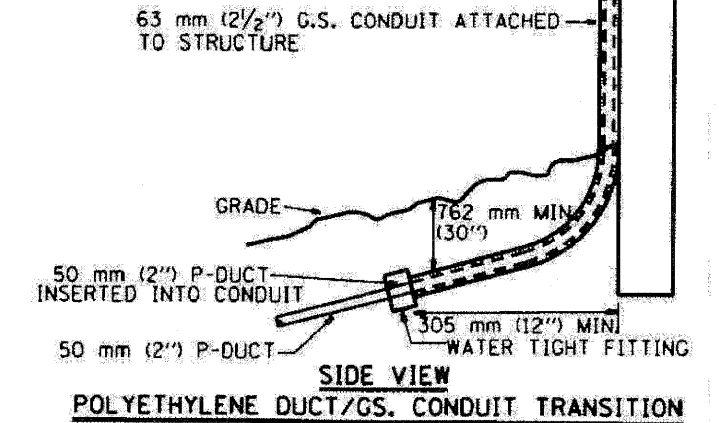 63 mm (2½") G.S. CONDUIT ATTACHED
TO STRUCTURE
GRADE
762 mm MIN.
(30")
50 mm (2") P-DUCT
INSERTED INTO CONDUIT
305 mm (12") MIN.
50 mm (2") P-DUCT
WATER TIGHT FITTING
SIDE VIEW
POLYETHYLENE DUCT/GS. CONDUIT TRANSITION